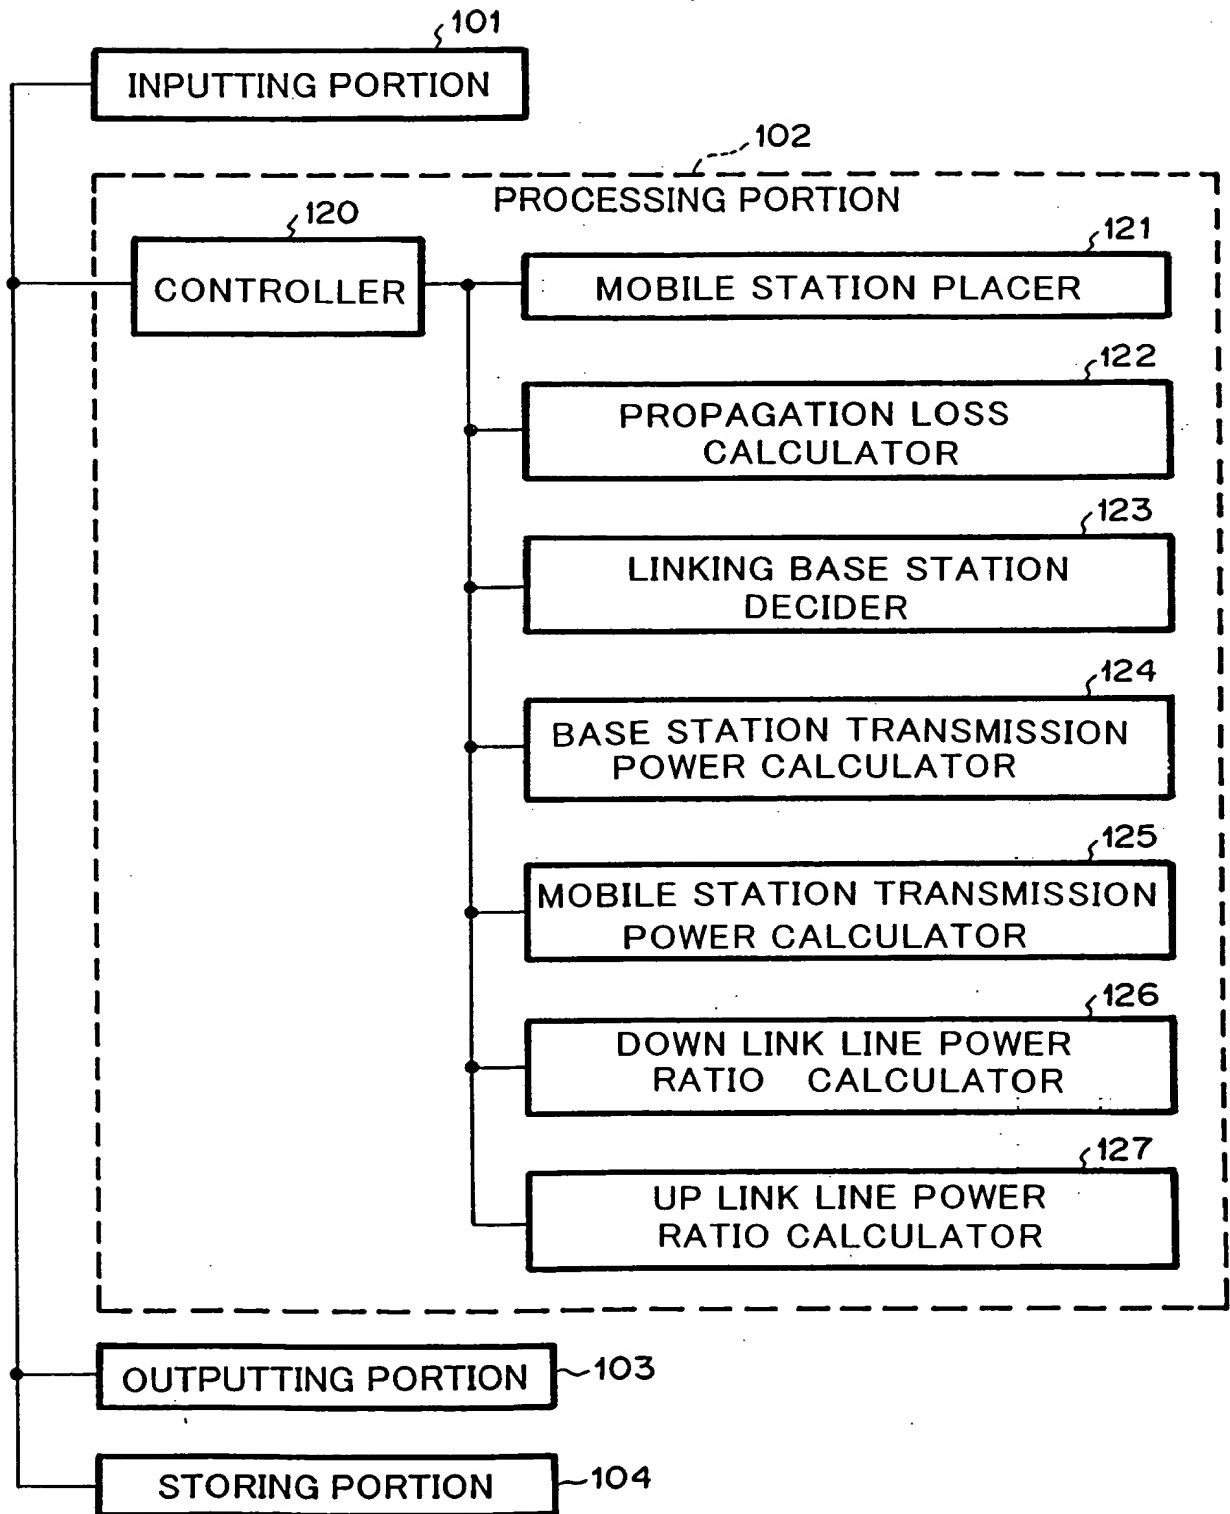 101
INPUTTING PORTION
102
PROCESSING PORTION
120
CONTROLLER
121
MOBILE STATION PLACER
122
PROPAGATION LOSS
CALCULATOR
123
LINKING BASE STATION
DECIDER
124
BASE STATION TRANSMISSION
POWER CALCULATOR
125
MOBILE STATION TRANSMISSION
POWER CALCULATOR
126
DOWN LINK LINE POWER
RATIO CALCULATOR
127
UP LINK LINE POWER
RATIO CALCULATOR
OUTPUTTING PORTION
103
STORING PORTION
104